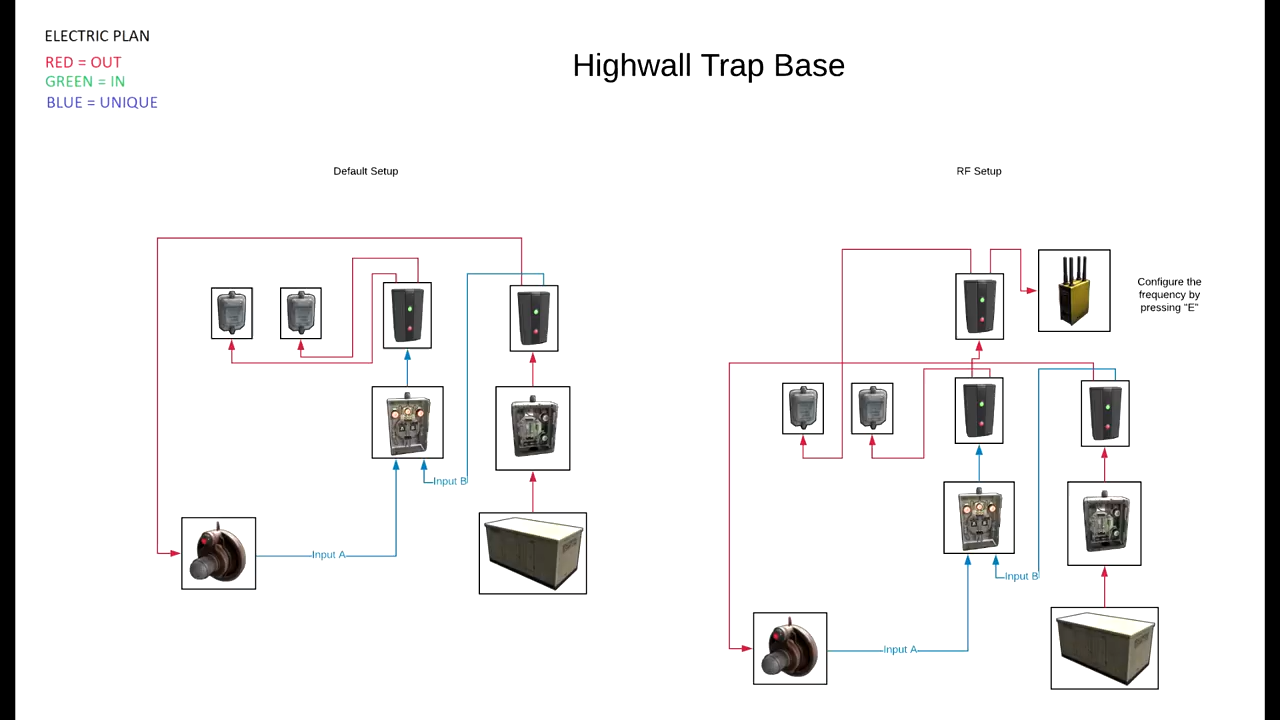 ELECTRIC PLAN
RED = OUT
GREEN = IN
BLUE = UNIQUE
Highwall Trap Base
Default Setup
RF Setup
Configure the
frequency by
pressing "E"
Input B
Input A
Input B
Input A